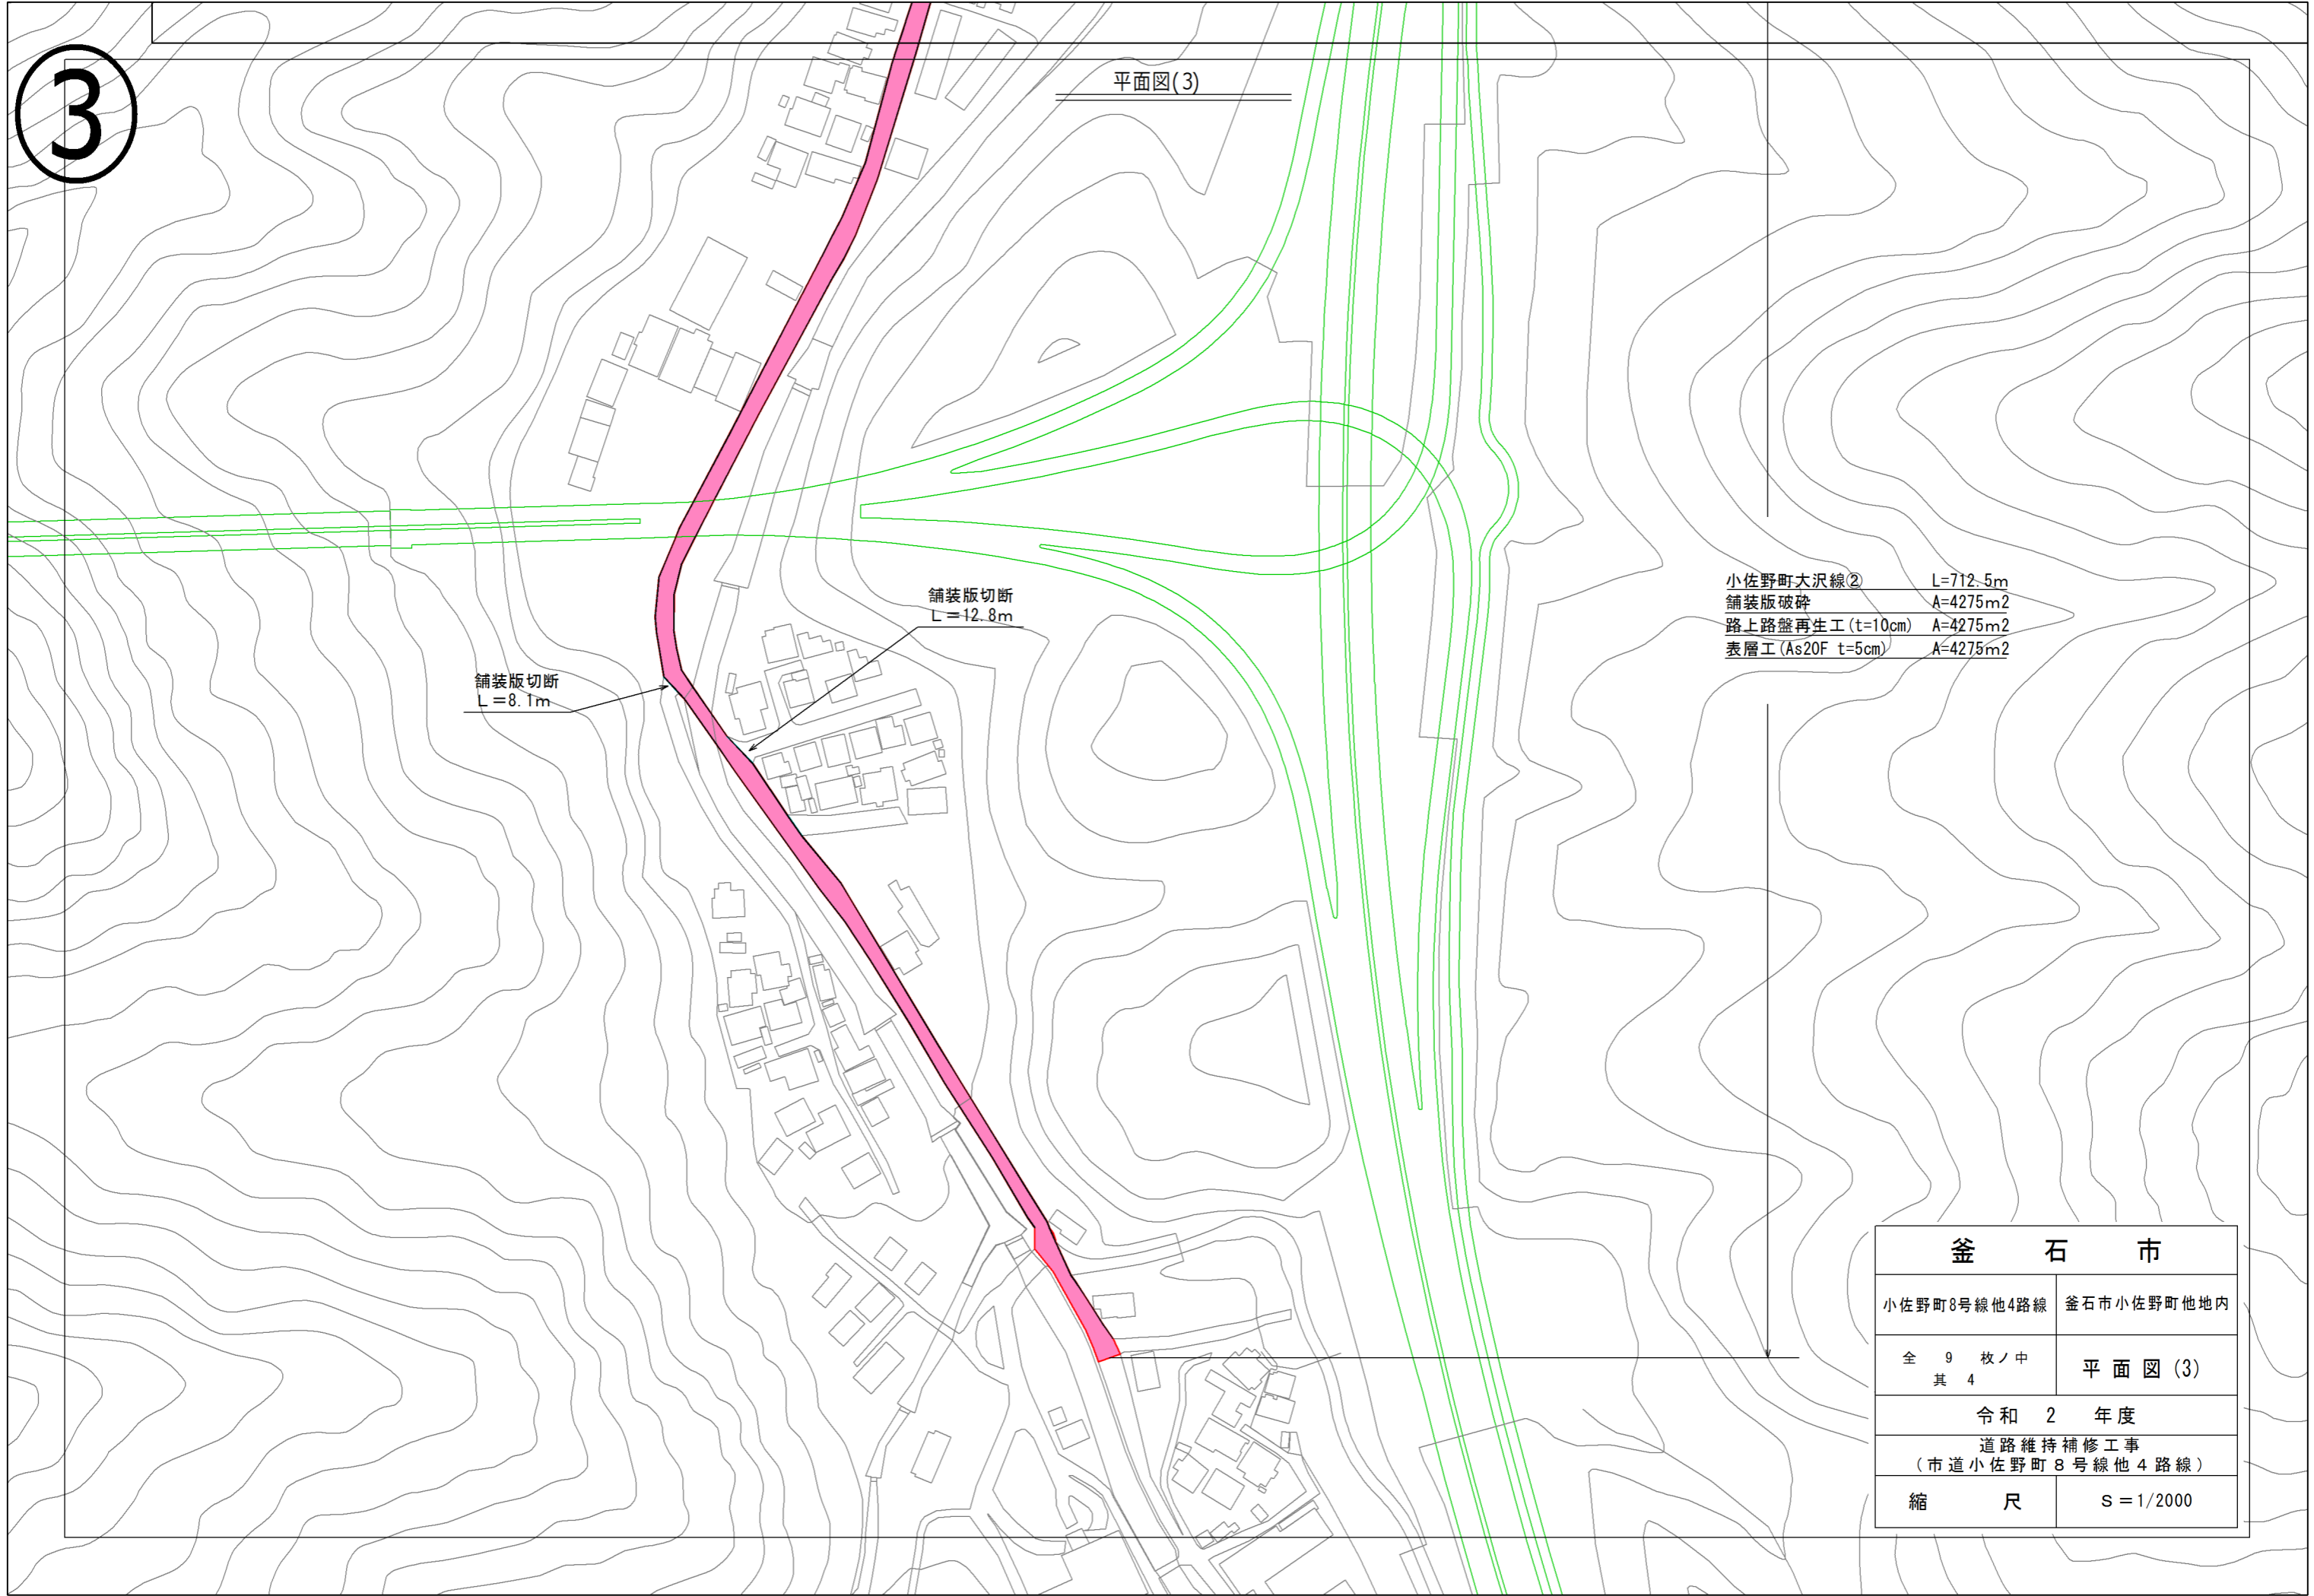 ③
平面図(3)
舗装版切断
L=12.8m
舗装版切断
L=8.1m
小佐野町大沢線② L=712.5m
舗装版破砕 A=4275m2
路上路盤再生工(t=10cm) A=4275m2
表層工(As20F t=5cm) A=4275m2
釜 石 市
小佐野町8号線他4路線 釜石市小佐野町他地内
全 9 枚ノ中
其 4
平 面 図 (3)
令和 2 年度
道路維持補修工事
(市道小佐野町8号線他4路線)
縮 尺 S=1/2000